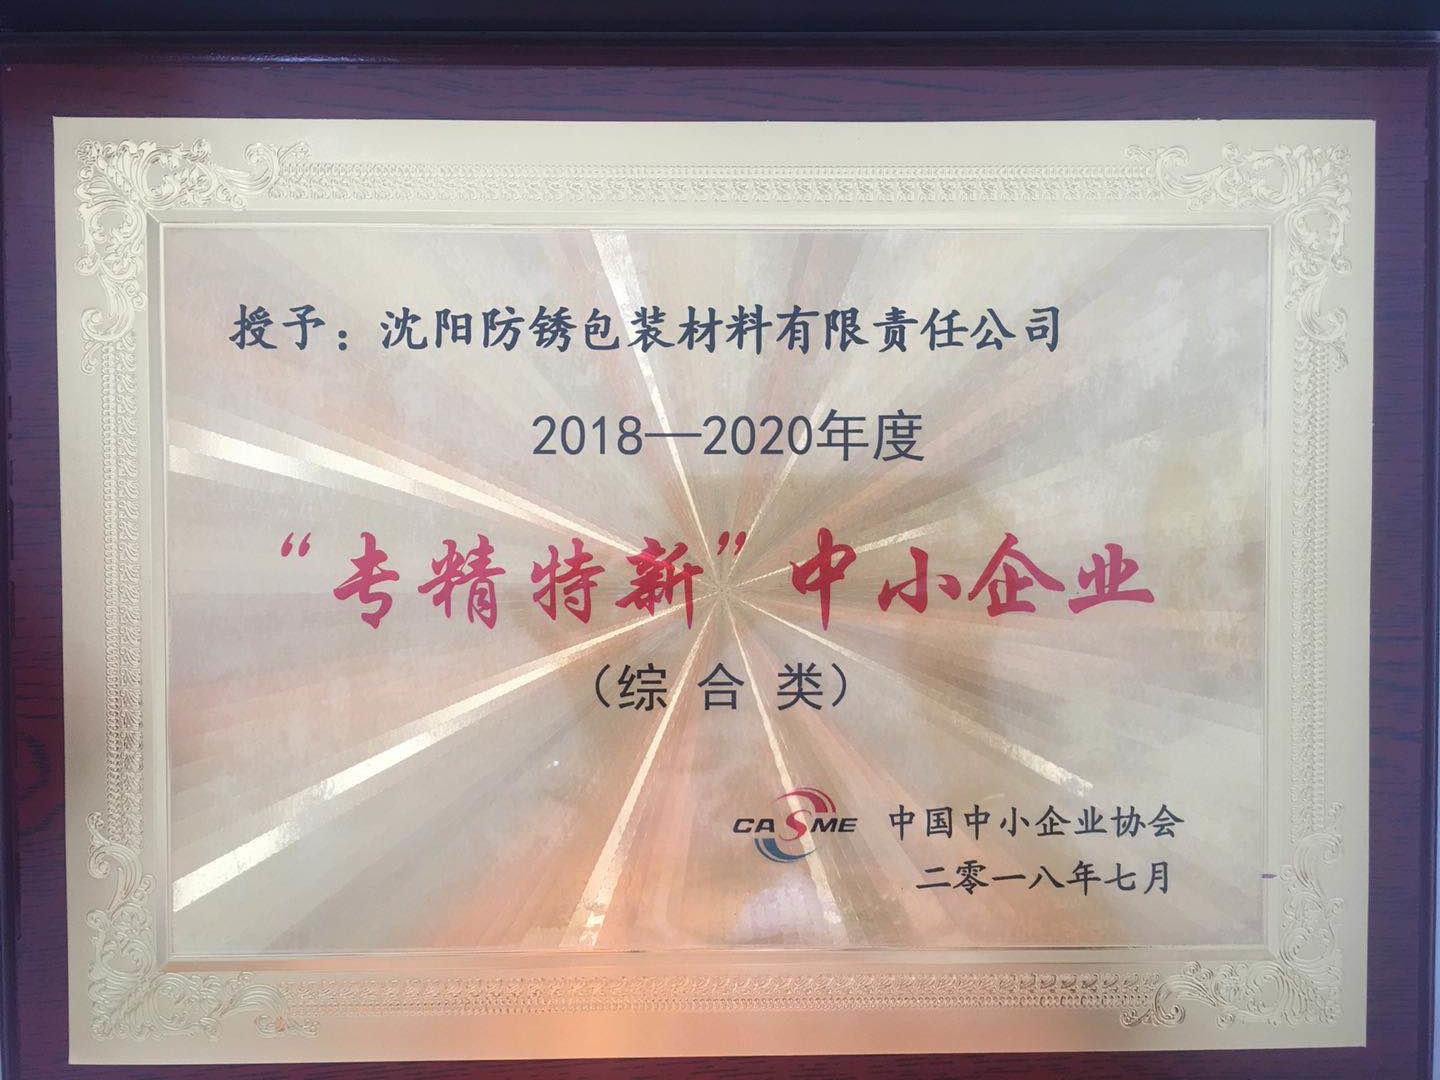 授予：沈阳防锈包装材料有限责任公司
2018—2020年度
“专精特新”中小企业
（综合类）
CASME 中国中小企业协会
二零一八年七月